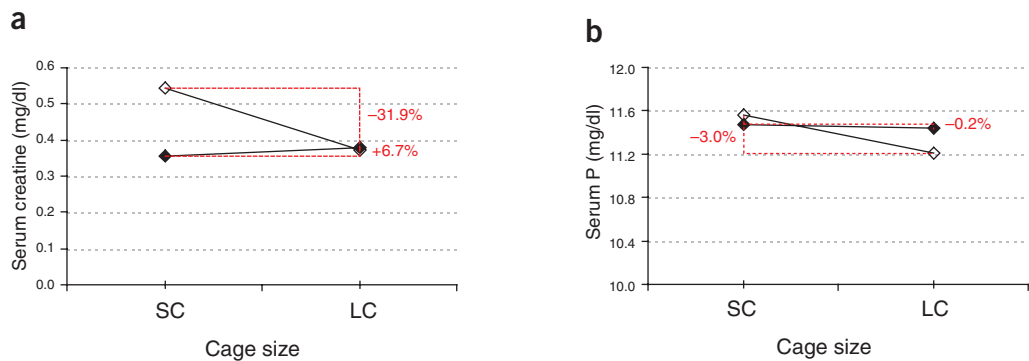 a
Serum creatine (mg/dl)
0.6
0.5
0.4
0.3
0.2
0.1
0.0
–31.9%
+6.7%
SC
LC
Cage size
b
Serum P (mg/dl)
12.0
11.6
11.2
10.8
10.4
10.0
–3.0%
–0.2%
SC
LC
Cage size